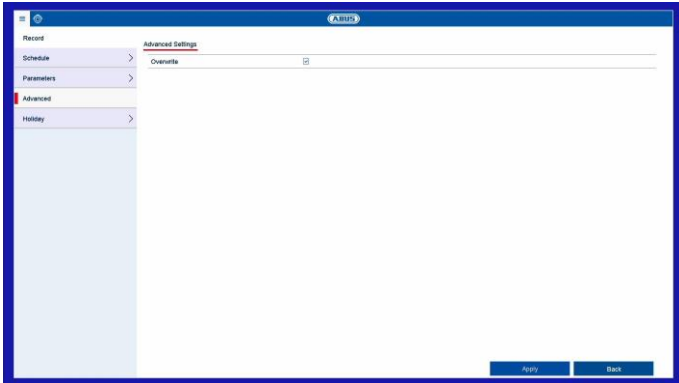 ABUS
Record
Schedule
Parameters
Advanced
Holiday
Advanced Settings
Overwrite
Apply
Back